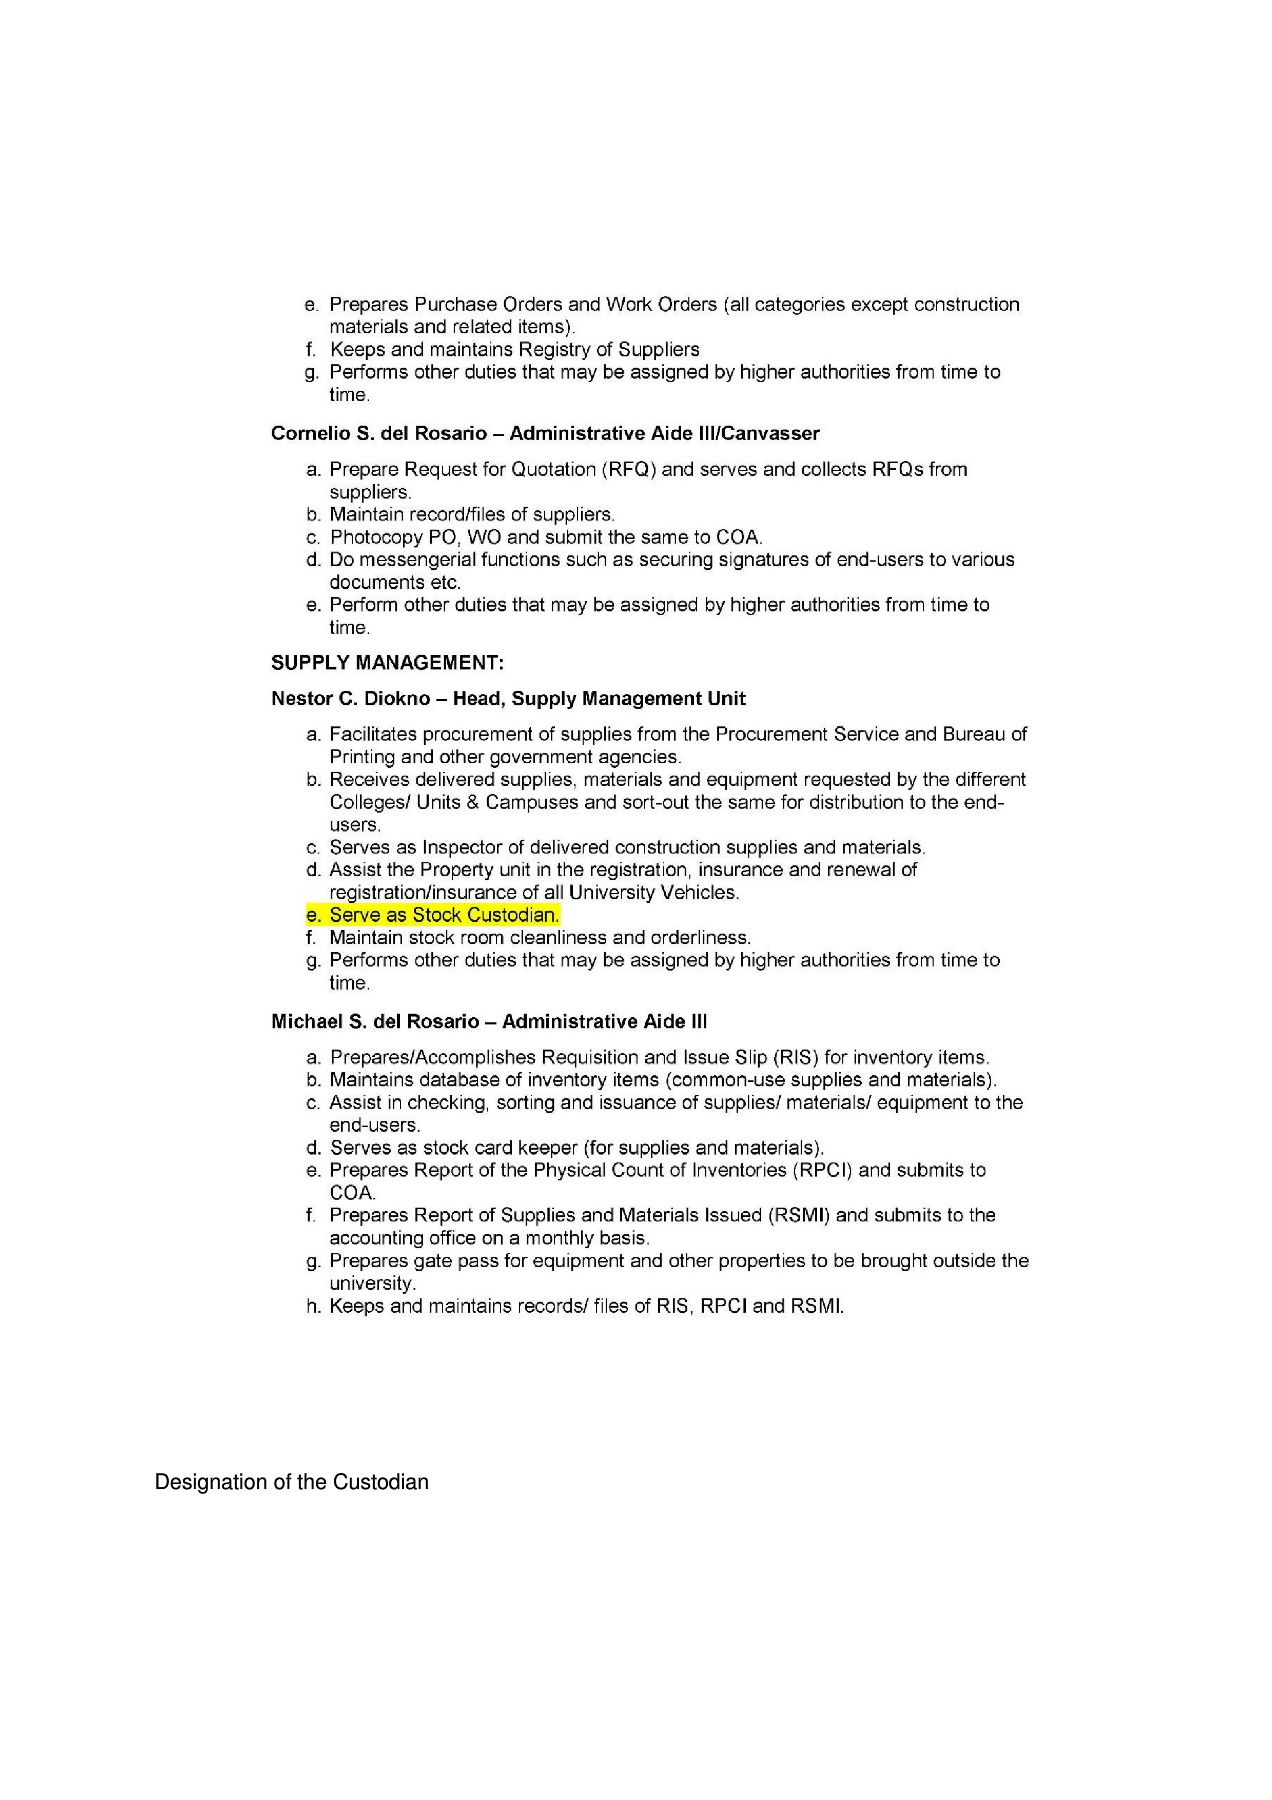 e. Prepares Purchase Orders and Work Orders (all categories except construction
materials and related items).
f. Keeps and maintains Registry of Suppliers
g. Performs other duties that may be assigned by higher authorities from time to
time.
Cornelio S. del Rosario – Administrative Aide III/Canvasser
a. Prepare Request for Quotation (RFQ) and serves and collects RFQs from
suppliers.
b. Maintain record/files of suppliers.
c. Photocopy PO, WO and submit the same to COA.
d. Do messengerial functions such as securing signatures of end-users to various
documents etc.
e. Perform other duties that may be assigned by higher authorities from time to
time.
SUPPLY MANAGEMENT:
Nestor C. Diokno – Head, Supply Management Unit
a. Facilitates procurement of supplies from the Procurement Service and Bureau of
Printing and other government agencies.
b. Receives delivered supplies, materials and equipment requested by the different
Colleges/ Units & Campuses and sort-out the same for distribution to the end-
users.
c. Serves as Inspector of delivered construction supplies and materials.
d. Assist the Property unit in the registration, insurance and renewal of
registration/insurance of all University Vehicles.
e. Serve as Stock Custodian.
f. Maintain stock room cleanliness and orderliness.
g. Performs other duties that may be assigned by higher authorities from time to
time.
Michael S. del Rosario – Administrative Aide III
a. Prepares/Accomplishes Requisition and Issue Slip (RIS) for inventory items.
b. Maintains database of inventory items (common-use supplies and materials).
c. Assist in checking, sorting and issuance of supplies/ materials/ equipment to the
end-users.
d. Serves as stock card keeper (for supplies and materials).
e. Prepares Report of the Physical Count of Inventories (RPCI) and submits to
COA.
f. Prepares Report of Supplies and Materials Issued (RSMI) and submits to the
accounting office on a monthly basis.
g. Prepares gate pass for equipment and other properties to be brought outside the
university.
h. Keeps and maintains records/ files of RIS, RPCI and RSMI.
Designation of the Custodian